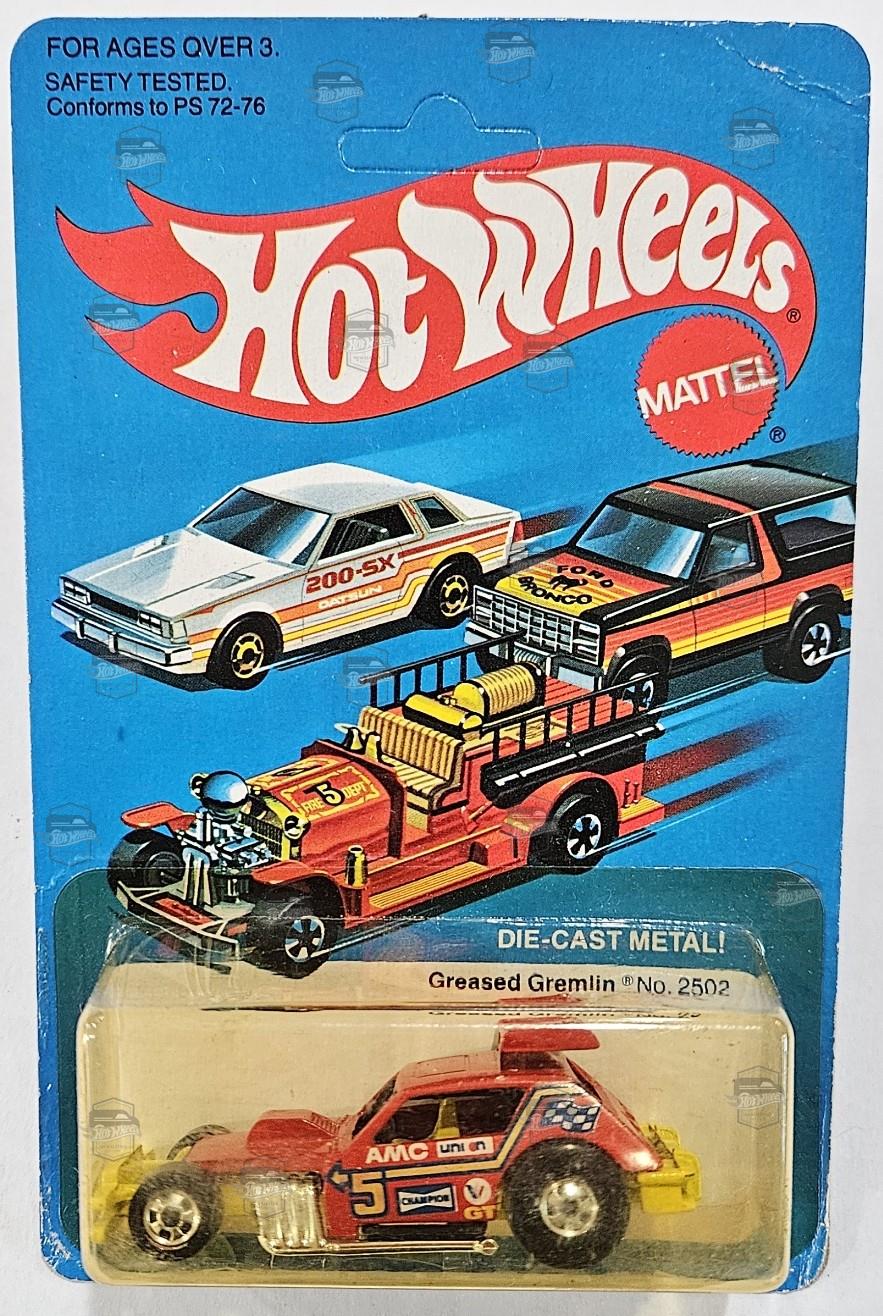 FOR AGES OVER 3.
SAFETY TESTED.
Conforms to PS 72-76
HOT WHEELS®
MATTEL
®
200-SX
DATSUN
FORD
BRONCO
5
FIRE DEPT
DIE-CAST METAL!
Greased Gremlin ® No. 2502
AMC union
5 CHAMPION V
GT